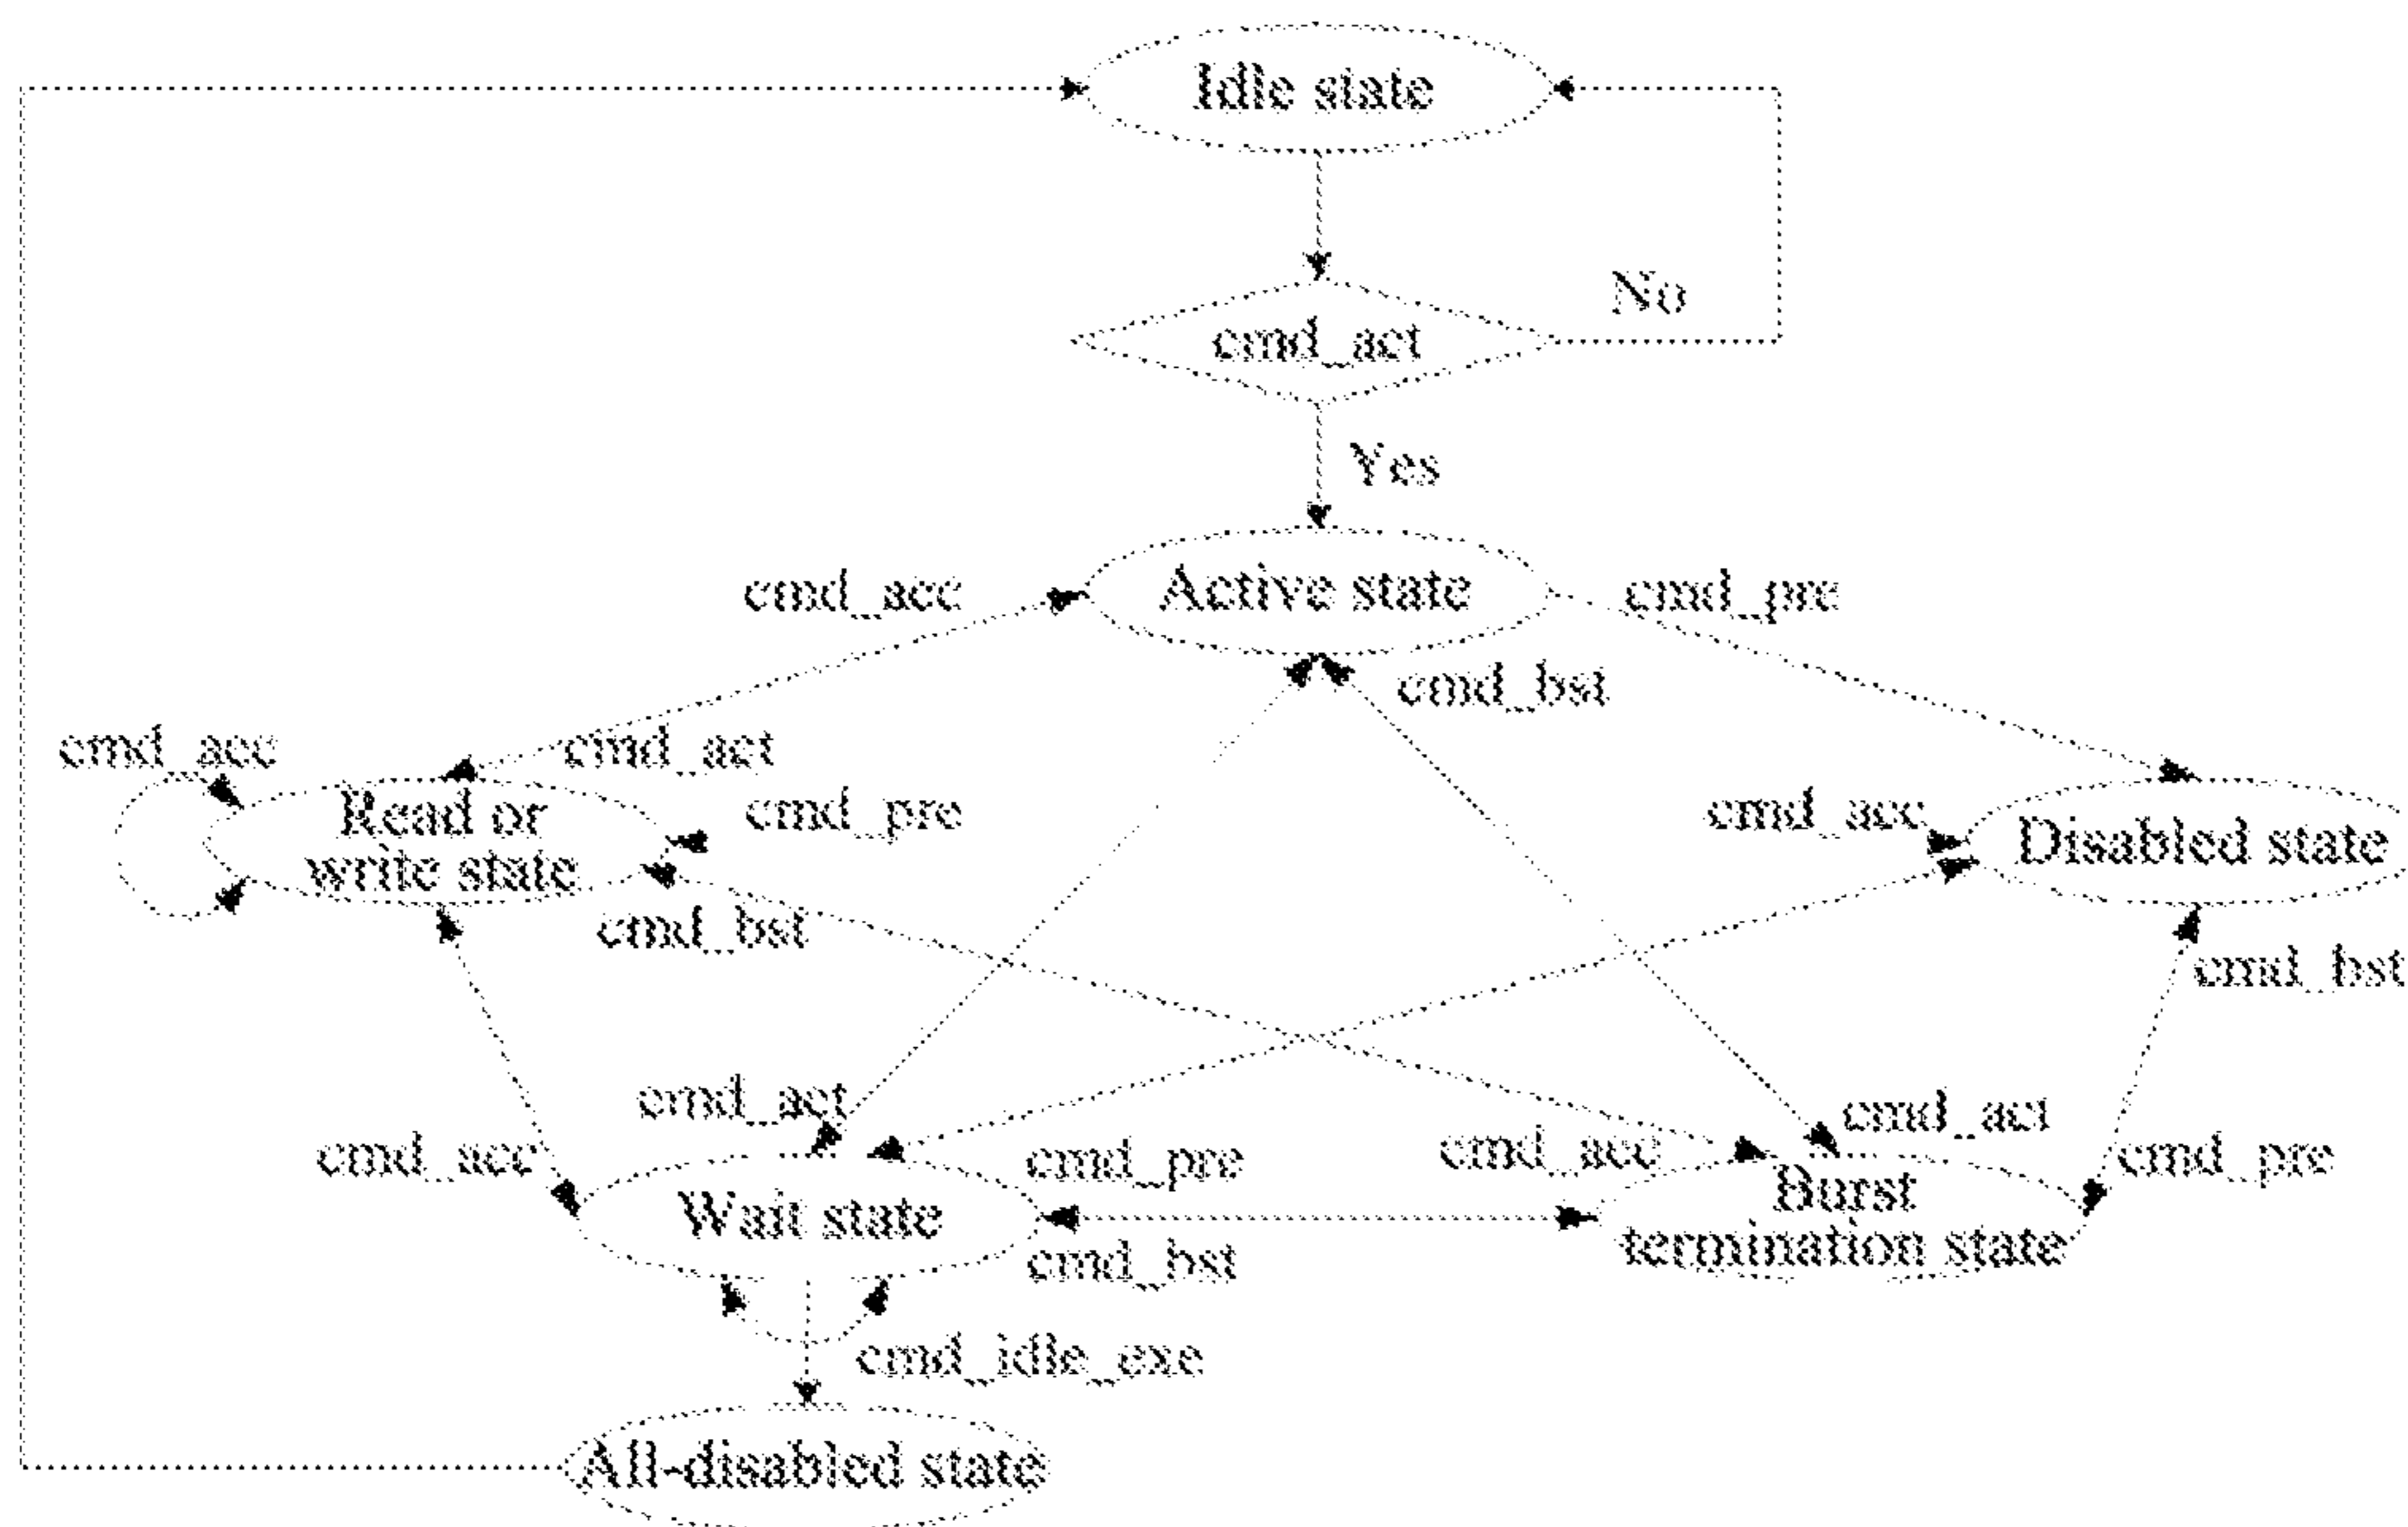 Idle state
No
cmd_act
Yes
Active state
cmd_acc
cmd_pre
cmd_bst
cmd_acc
cmd_act
Read or
write state
cmd_pre
cmd_acc
Disabled state
cmd_bst
cmd_bst
cmd_act
cmd_act
cmd_acc
cmd_pre
cmd_acc
cmd_pre
Wait state
Burst
termination state
cmd_bst
cmd_idle_exe
All-disabled state